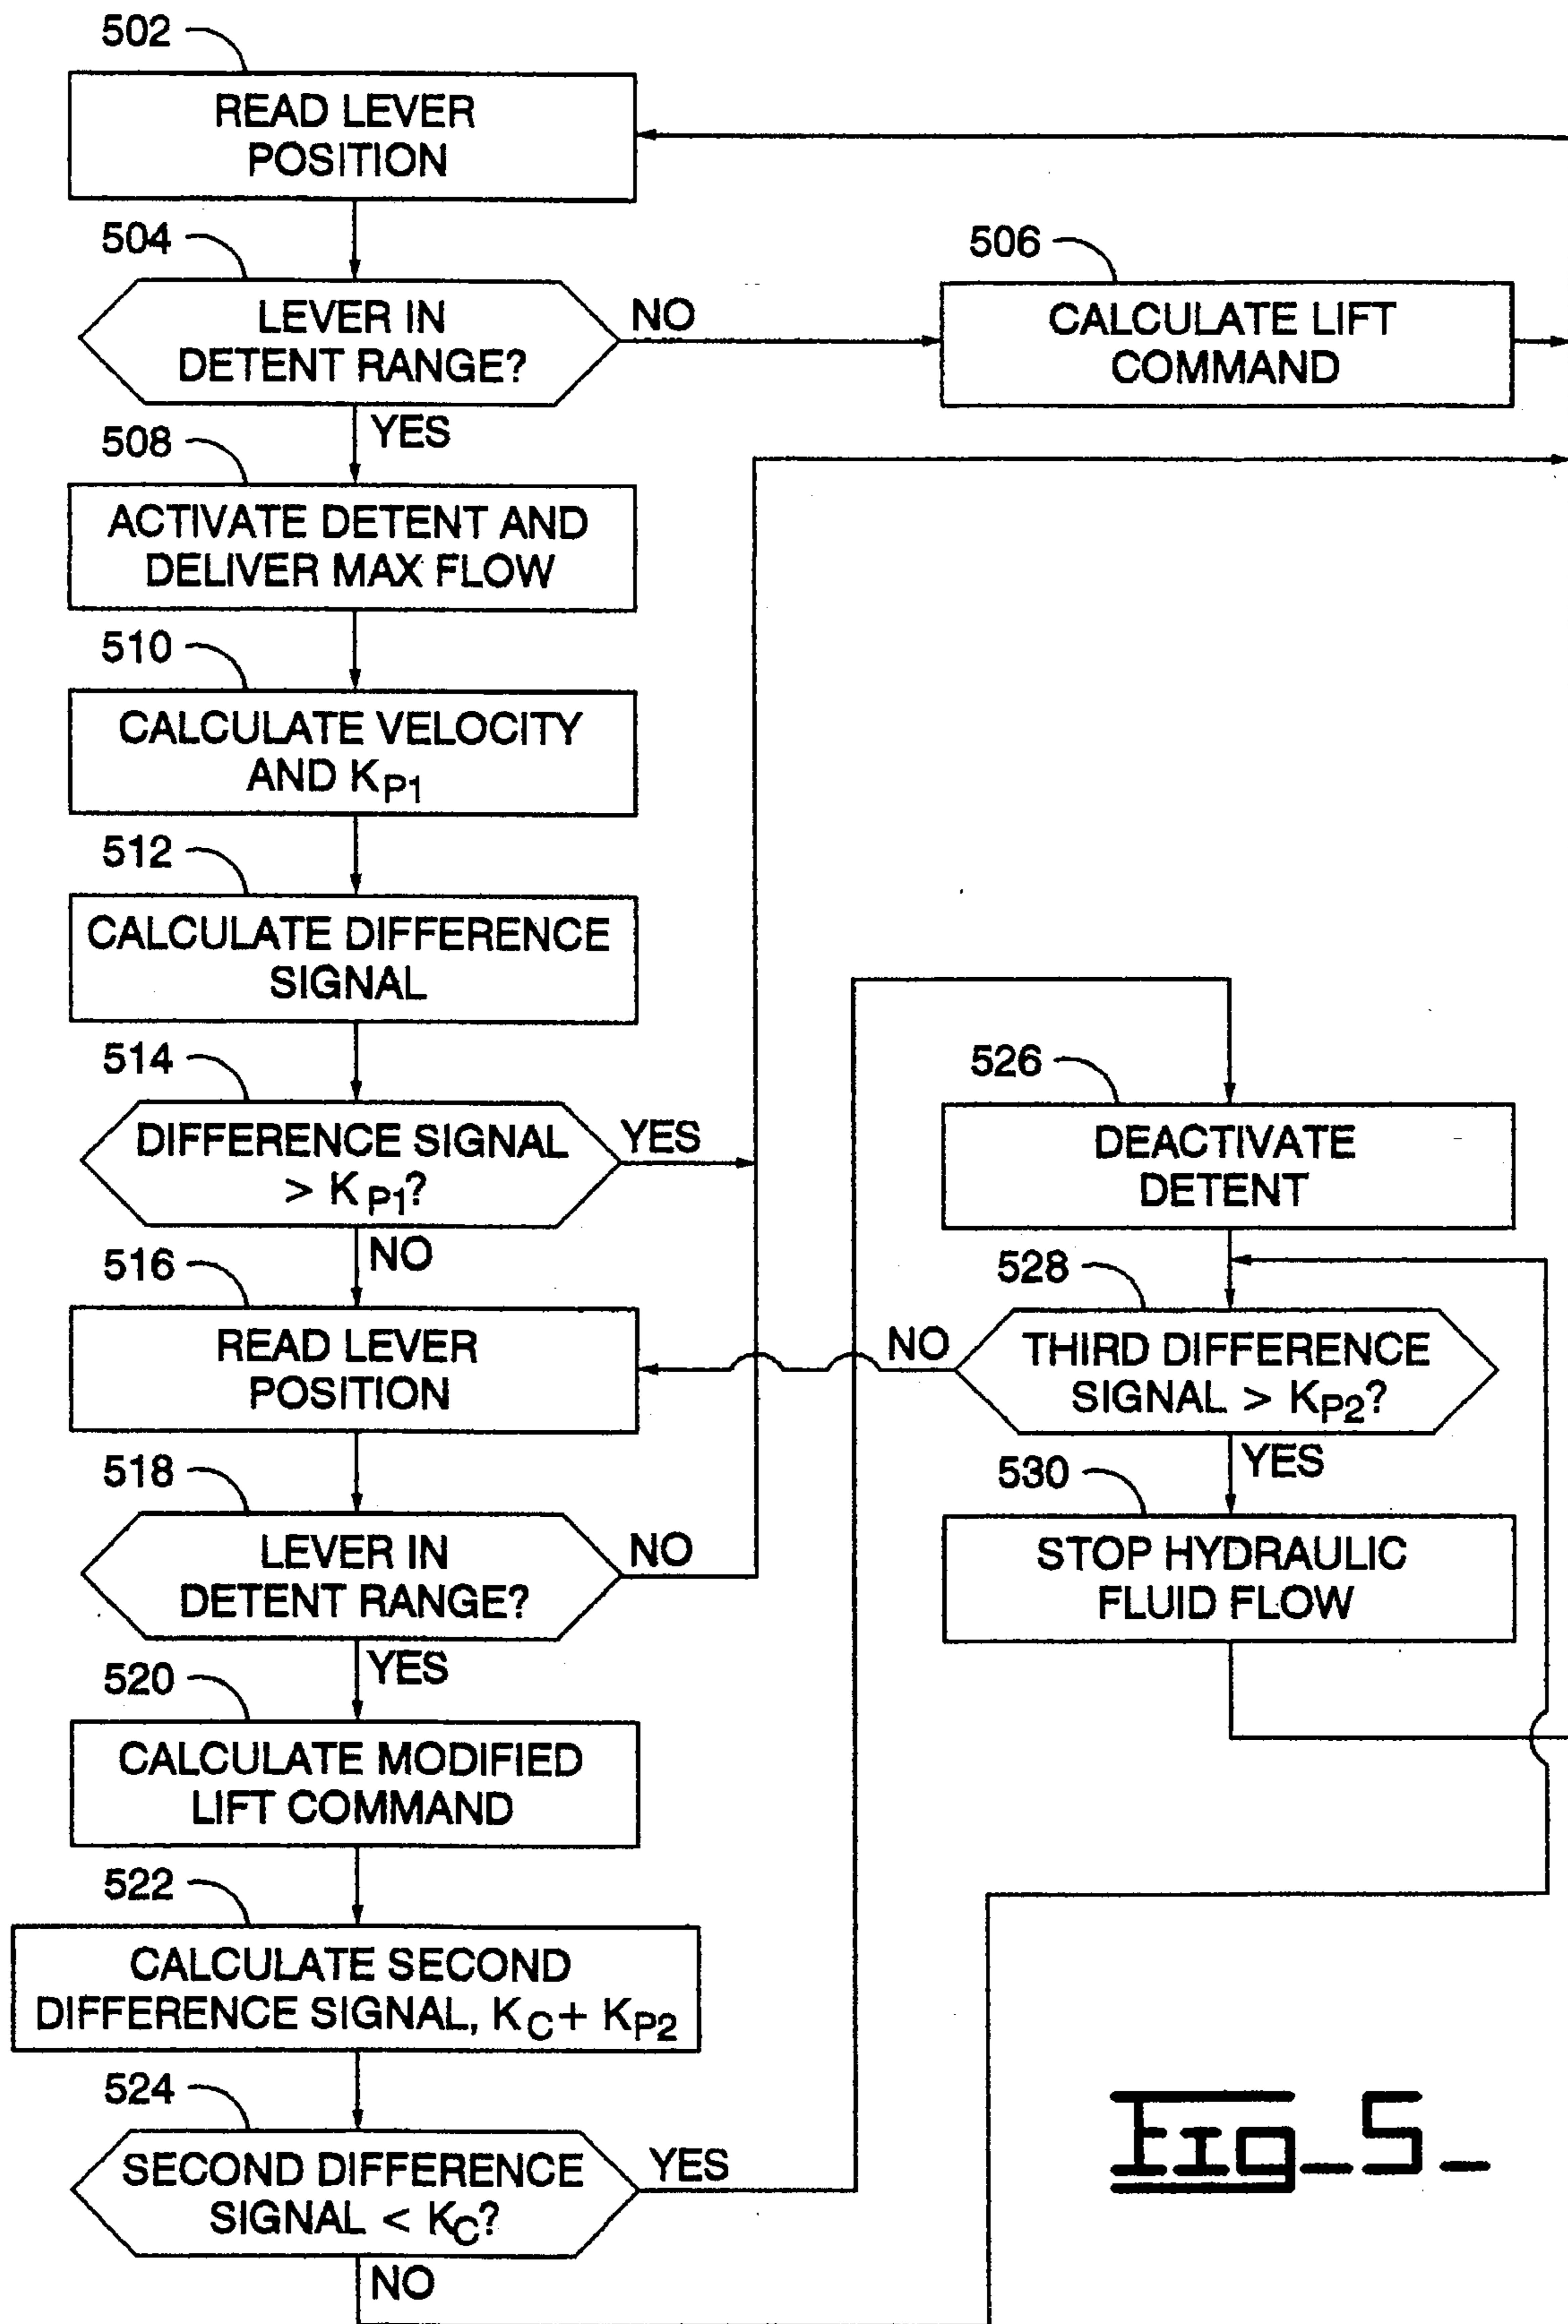 502
READ LEVER
POSITION
504
LEVER IN
DETENT RANGE?
NO
YES
506
CALCULATE LIFT
COMMAND
508
ACTIVATE DETENT AND
DELIVER MAX FLOW
510
CALCULATE VELOCITY
AND KP1
512
CALCULATE DIFFERENCE
SIGNAL
514
DIFFERENCE SIGNAL
> KP1?
YES
NO
516
READ LEVER
POSITION
518
LEVER IN
DETENT RANGE?
NO
YES
520
CALCULATE MODIFIED
LIFT COMMAND
522
CALCULATE SECOND
DIFFERENCE SIGNAL, KC + KP2
524
SECOND DIFFERENCE
SIGNAL < KC?
YES
NO
526
DEACTIVATE
DETENT
528
THIRD DIFFERENCE
SIGNAL > KP2?
NO
YES
530
STOP HYDRAULIC
FLUID FLOW
Fig_5_